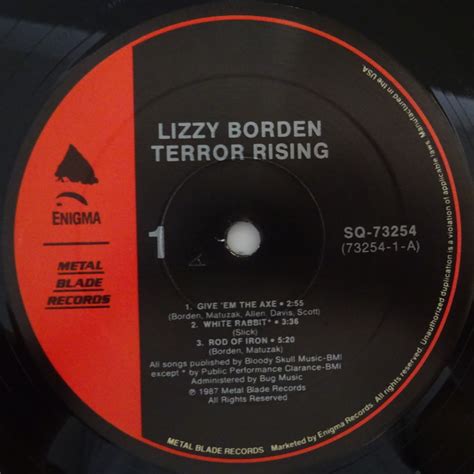 LIZZY BORDEN
TERROR RISING
ENIGMA
METAL
BLADE
RECORDS
1
SQ-73254
(73254-1-A)
1. GIVE 'EM THE AXE • 2:55
(Borden, Matuzak, Allen, Davis, Scott)
2. WHITE RABBIT* • 3:36
(Slick)
3. ROD OF IRON • 5:20
(Borden, Matuzak)
All songs published by Bloody Skull Music-BMI
except * by Public Performance Clarance-BMI
Administered by Bug Music
℗ 1987 Metal Blade Records
All Rights Reserved
METAL BLADE RECORDS Marketed by Enigma Records. Unauthorized duplication is a violation of applicable laws. Manufactured in the USA